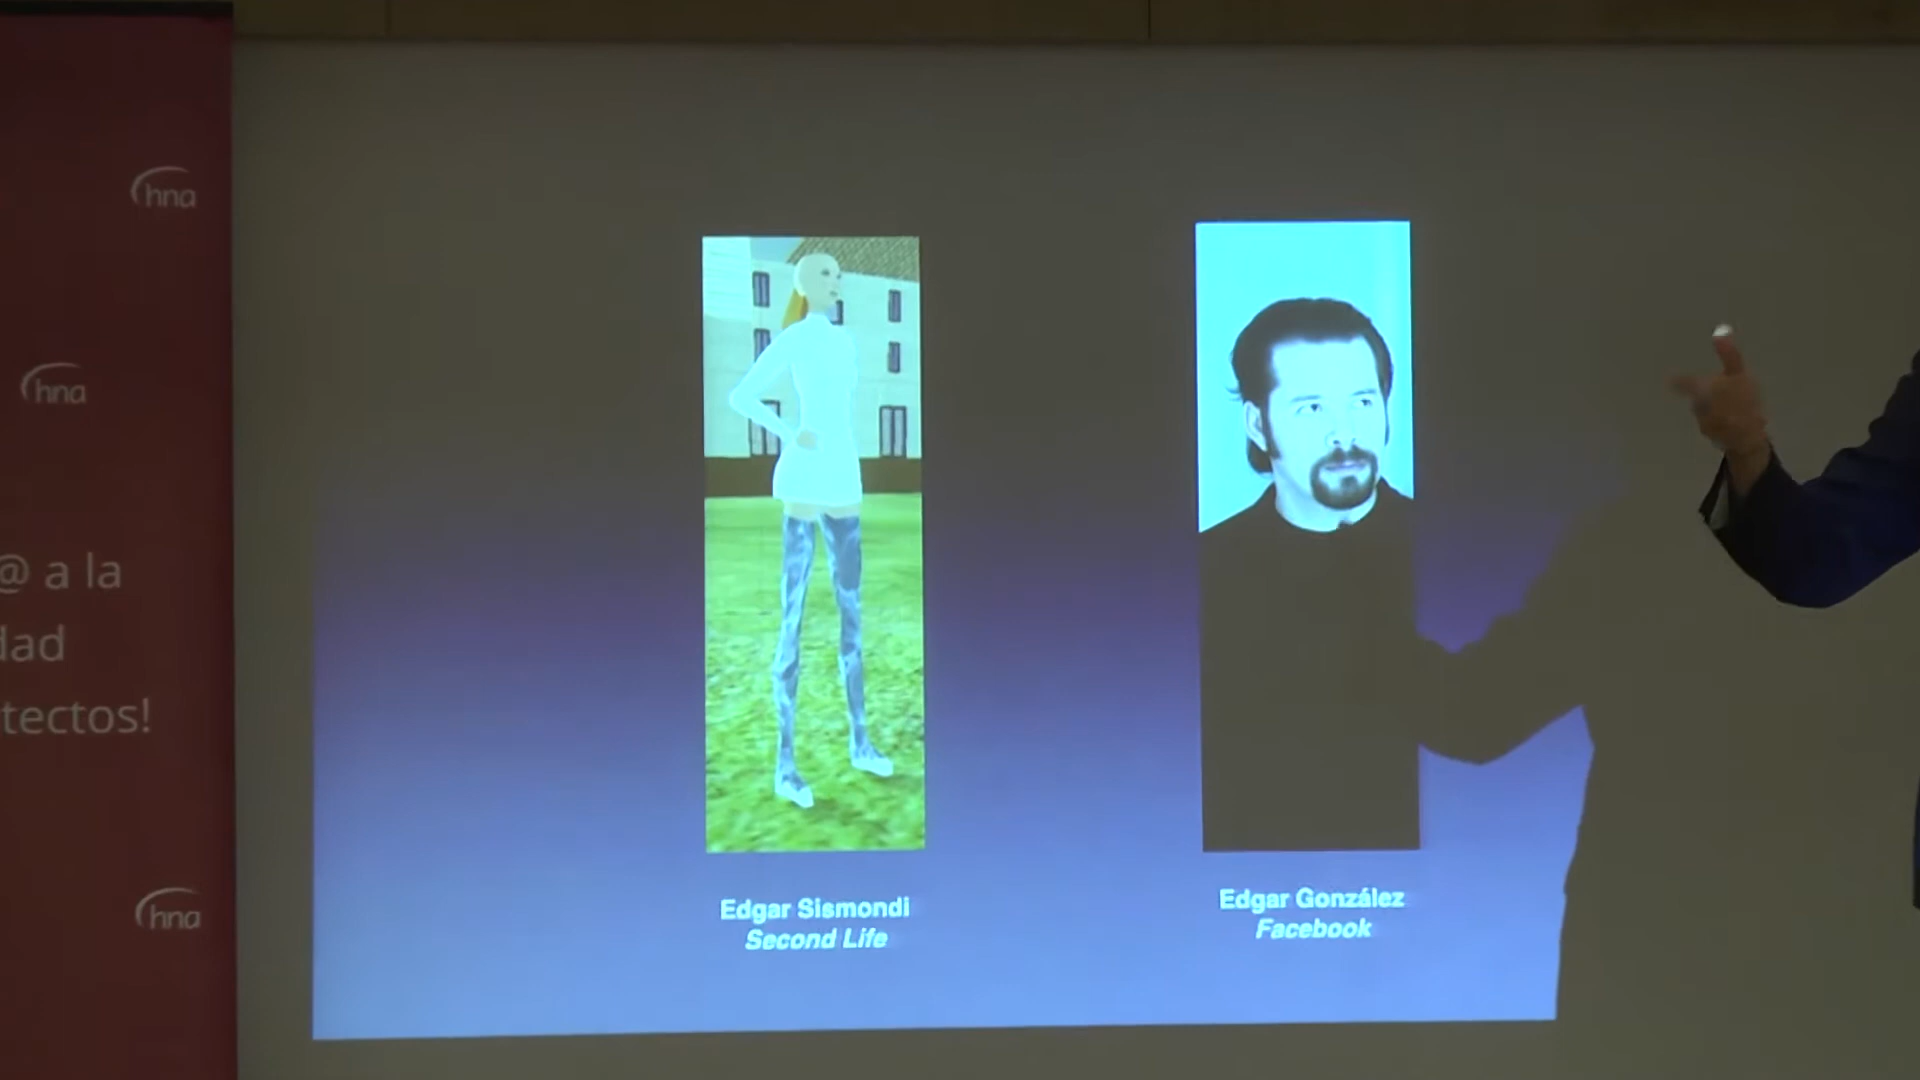 hna
hna
@ a la
dad
tectos!
hna
Edgar Sismondi
Second Life
Edgar González
Facebook